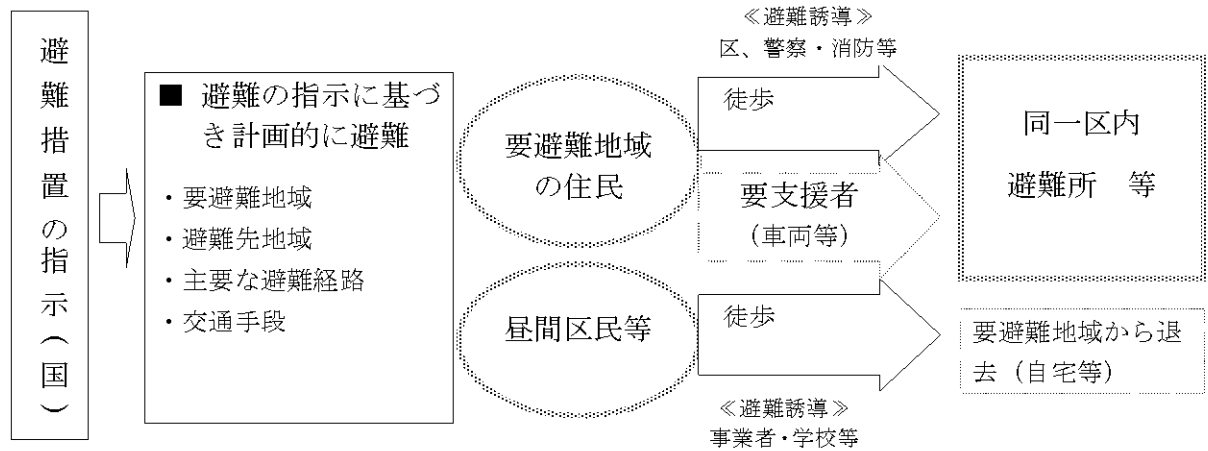 避難措置の指示（国）
■ 避難の指示に基づ
き計画的に避難
・要避難地域
・避難先地域
・主要な避難経路
・交通手段
要避難地域
の住民
昼間区民等
≪避難誘導≫
区、警察・消防等
徒歩
要支援者
（車両等）
徒歩
≪避難誘導≫
事業者・学校等
同一区内
避難所　等
要避難地域から退
去（自宅等）